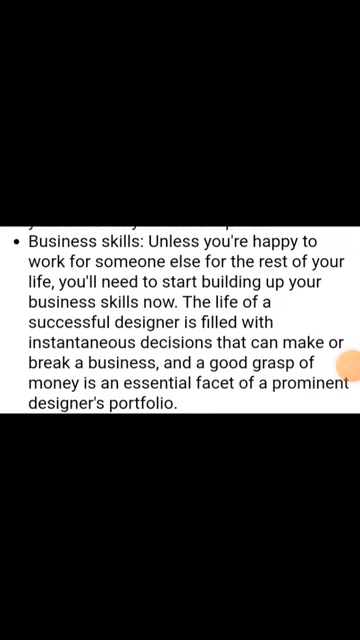 • Business skills: Unless you're happy to
work for someone else for the rest of your
life, you'll need to start building up your
business skills now. The life of a
successful designer is filled with
instantaneous decisions that can make or
break a business, and a good grasp of
money is an essential facet of a prominent
designer's portfolio.